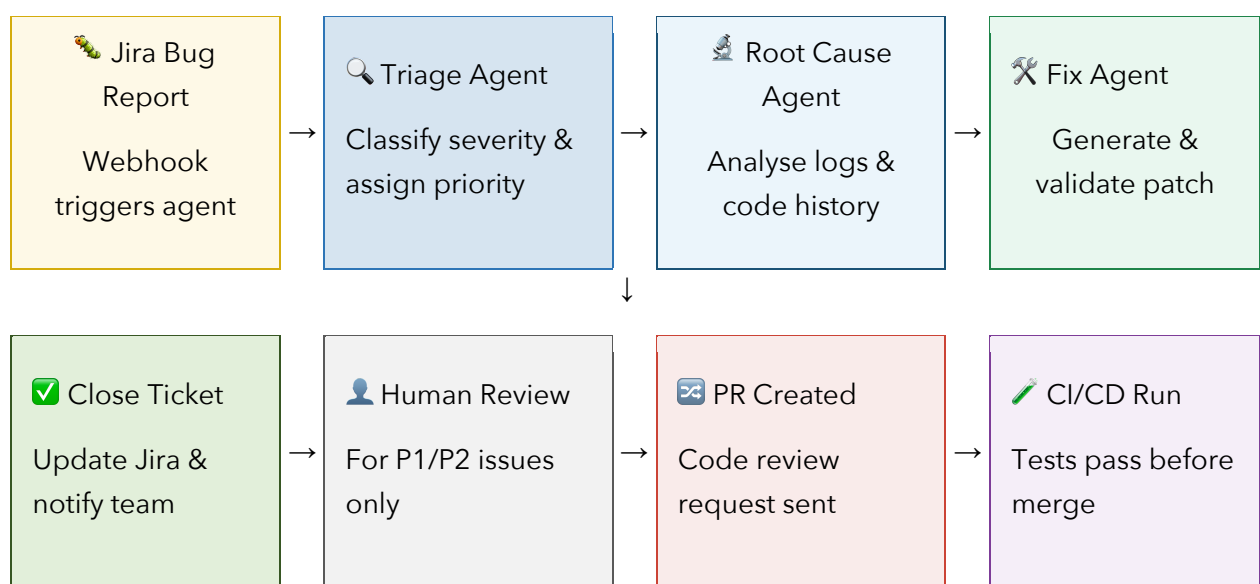 🐛 Jira Bug
Report
Webhook
triggers agent
→
🔍 Triage Agent
Classify severity &
assign priority
→
🔬 Root Cause
Agent
Analyse logs &
code history
→
🛠 Fix Agent
Generate &
validate patch
↓
✅ Close Ticket
Update Jira &
notify team
→
👤 Human Review
For P1/P2 issues
only
→
🔀 PR Created
Code review
request sent
→
🧪 CI/CD Run
Tests pass before
merge